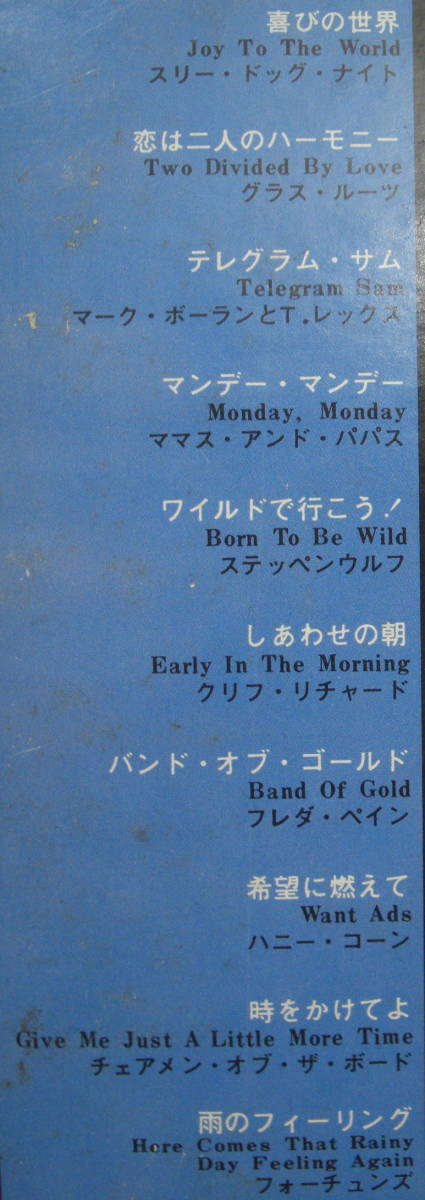 喜びの世界
Joy To The World
スリー・ドッグ・ナイト
恋は二人のハーモニー
Two Divided By Love
グラス・ルーツ
テレグラム・サム
Telegram Sam
マーク・ボーランとT.レックス
マンデー・マンデー
Monday, Monday
ママス・アンド・パパス
ワイルドで行こう!
Born To Be Wild
ステッペンウルフ
しあわせの朝
Early In The Morning
クリフ・リチャード
バンド・オブ・ゴールド
Band Of Gold
フレダ・ペイン
希望に燃えて
Want Ads
ハニー・コーン
時をかけてよ
Give Me Just A Little More Time
チェアメン・オブ・ザ・ボード
雨のフィーリング
Here Comes That Rainy
Day Feeling Again
フォーチュンズ